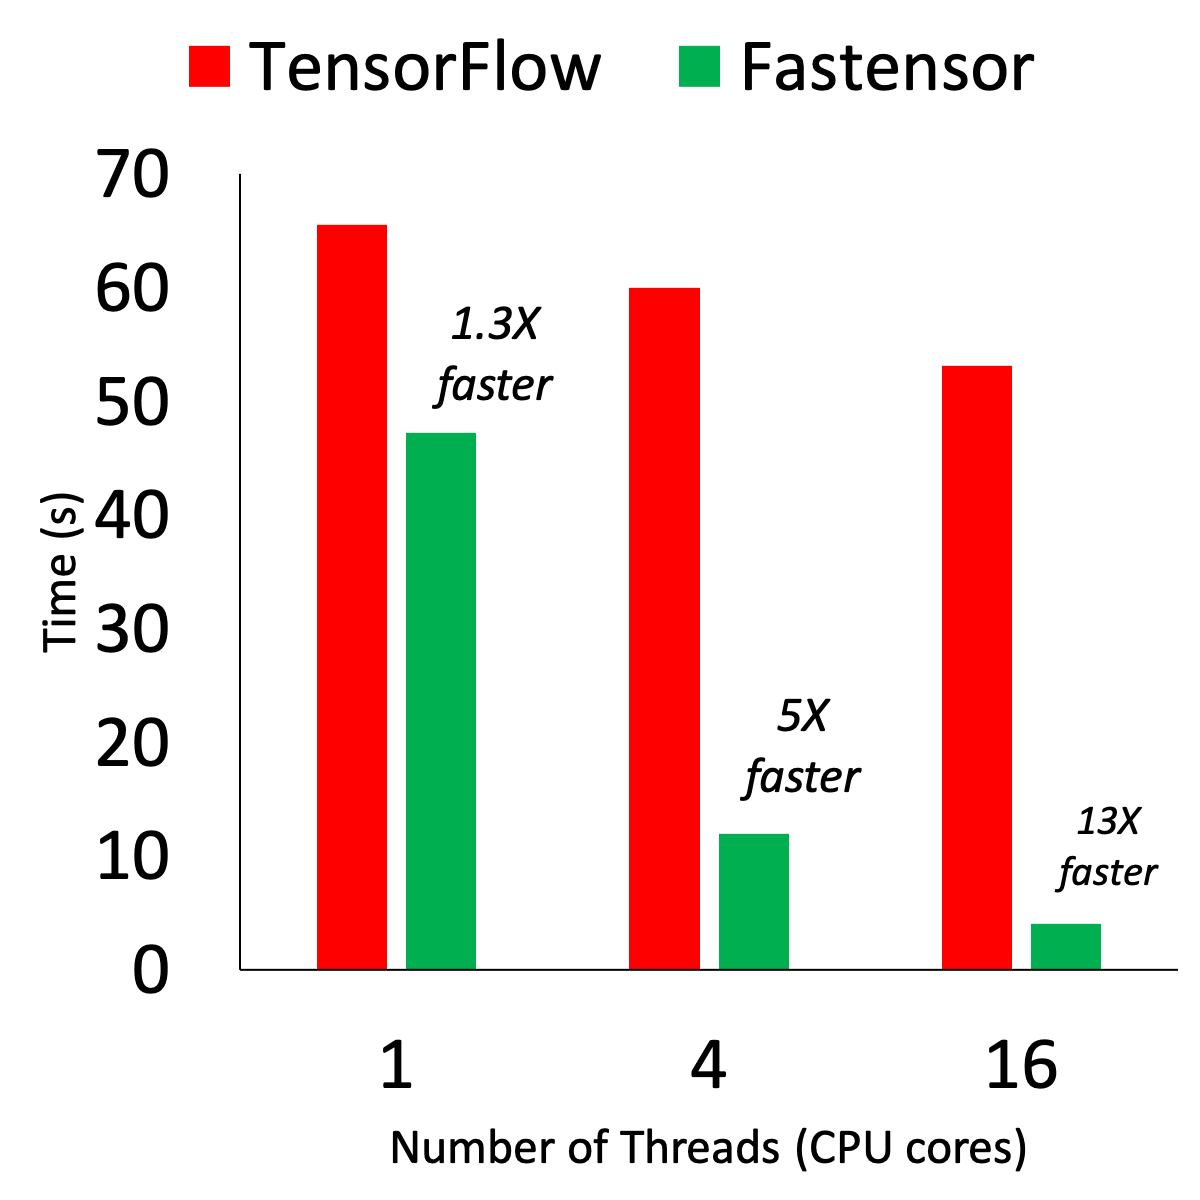 TensorFlow Fastensor
70
60
50
40
30
20
10
0
Time (s)
1.3X
faster
5X
faster
13X
faster
1 4 16
Number of Threads (CPU cores)